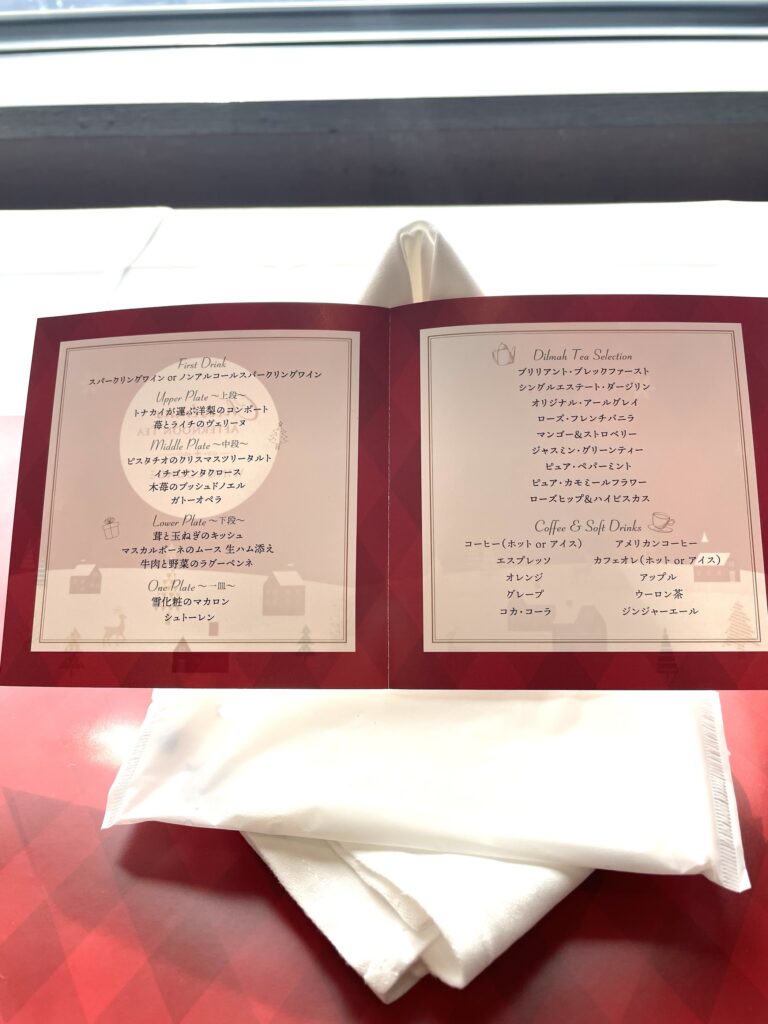 First Drink
スパークリングワイン or ノンアルコールスパークリングワイン
Upper Plate ～上段～
トナカイが運ぶ洋梨のコンポート
苺とライチのヴェリーヌ
Middle Plate ～中段～
ピスタチオのクリスマスツリータルト
イチゴサンタクロース
木苺のブッシュドノエル
ガトーオペラ
Lower Plate ～下段～
茸と玉ねぎのキッシュ
マスカルポーネのムース 生ハム添え
牛肉と野菜のラグーペンネ
One Plate ～一皿～
雪化粧のマカロン
シュトーレン
Dilmah Tea Selection
ブリリアント・ブレックファースト
シングルエステート・ダージリン
オリジナル・アールグレイ
ローズ・フレンチバニラ
マンゴー&ストロベリー
ジャスミン・グリーンティー
ピュア・ペパーミント
ピュア・カモミールフラワー
ローズヒップ&ハイビスカス
Coffee & Soft Drinks
コーヒー(ホット or アイス) アメリカンコーヒー
エスプレッソ カフェオレ(ホット or アイス)
オレンジ アップル
グレープ ウーロン茶
コカ・コーラ ジンジャーエール